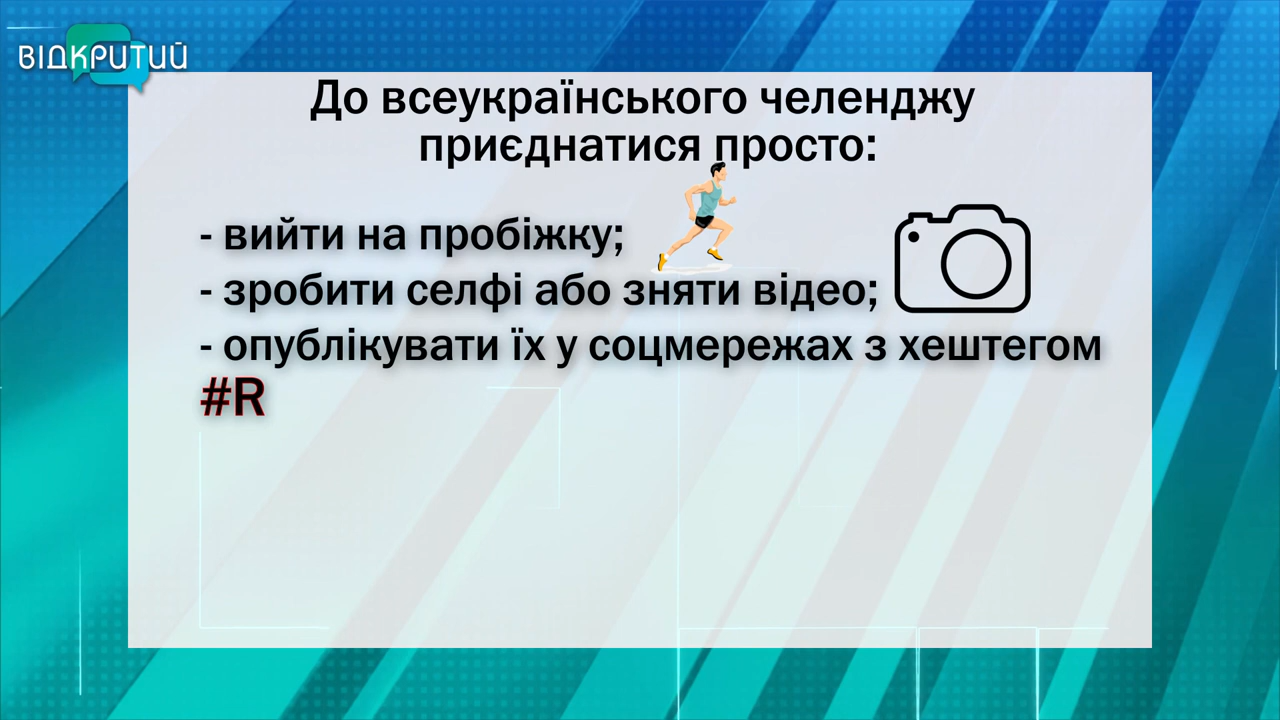 ВІДКРИТИЙ
До всеукраїнського челенджу
приєднатися просто:
- вийти на пробіжку;
- зробити селфі або зняти відео;
- опублікувати їх у соцмережах з хештегом
#R